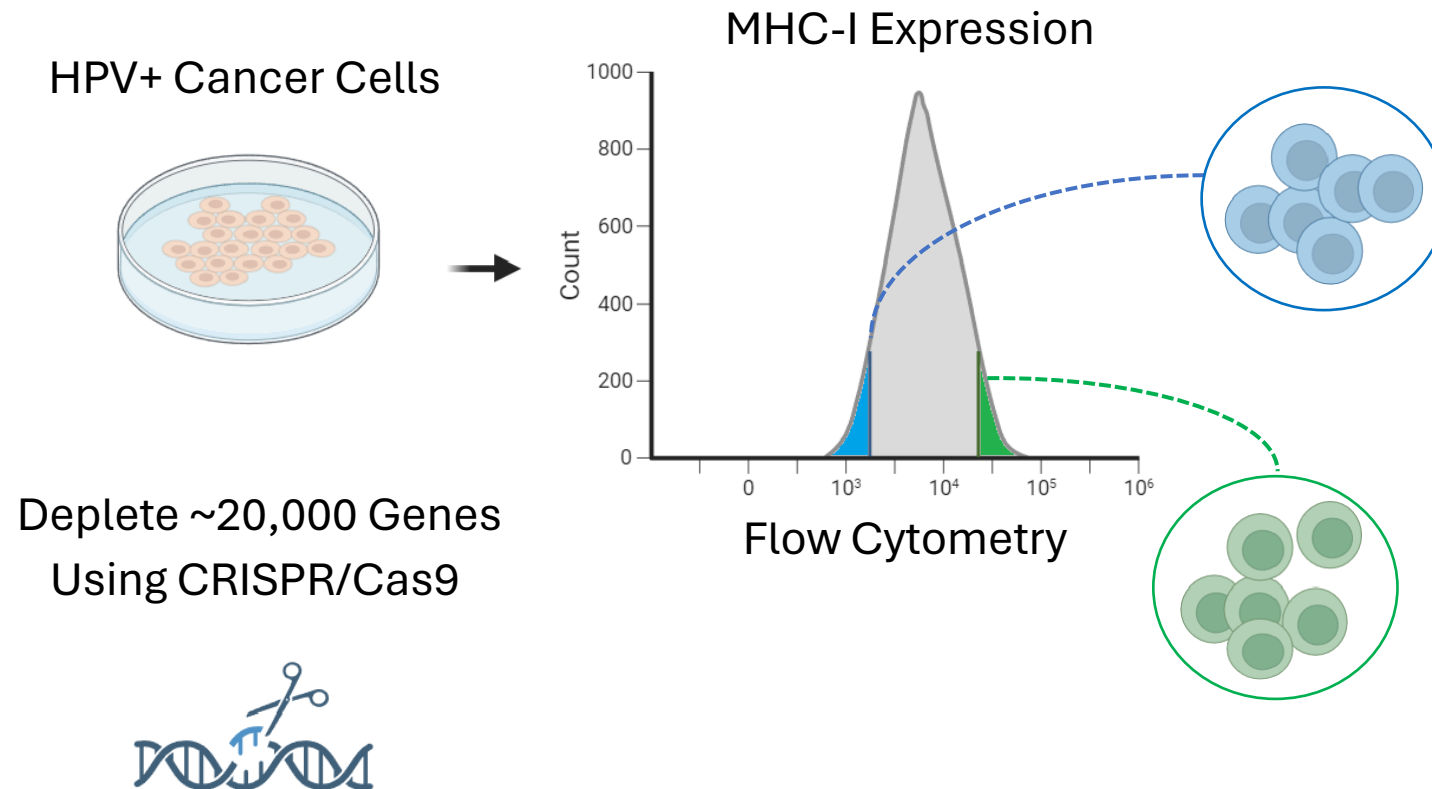 HPV+ Cancer Cells
Deplete ~20,000 Genes
Using CRISPR/Cas9
MHC-I Expression
Count
1000
800
600
400
200
0
0 10³ 10⁴ 10⁵ 10⁶
Flow Cytometry